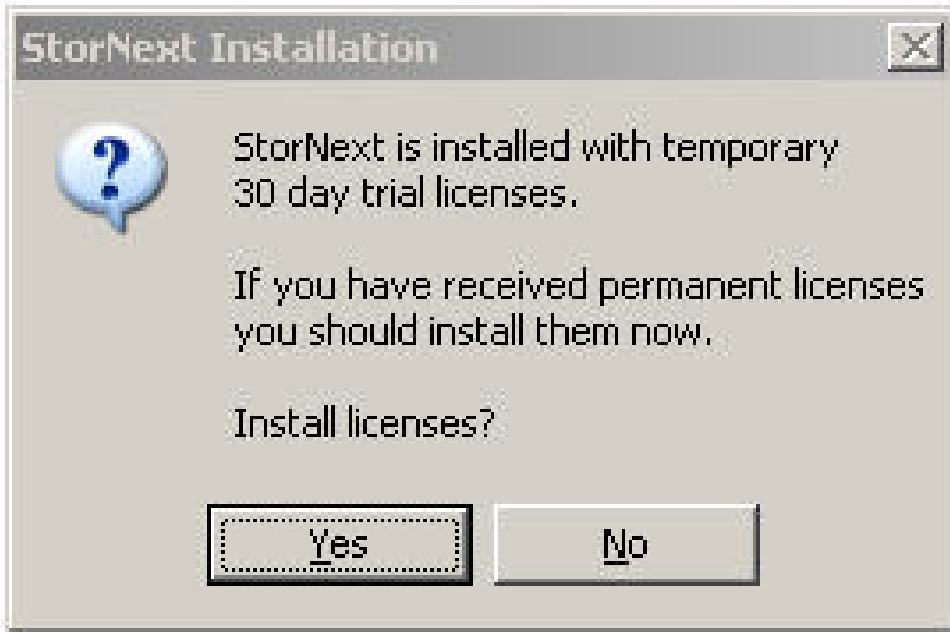 StorNext Installation
StorNext is installed with temporary
30 day trial licenses.
If you have received permanent licenses
you should install them now.
Install licenses?
Yes
No